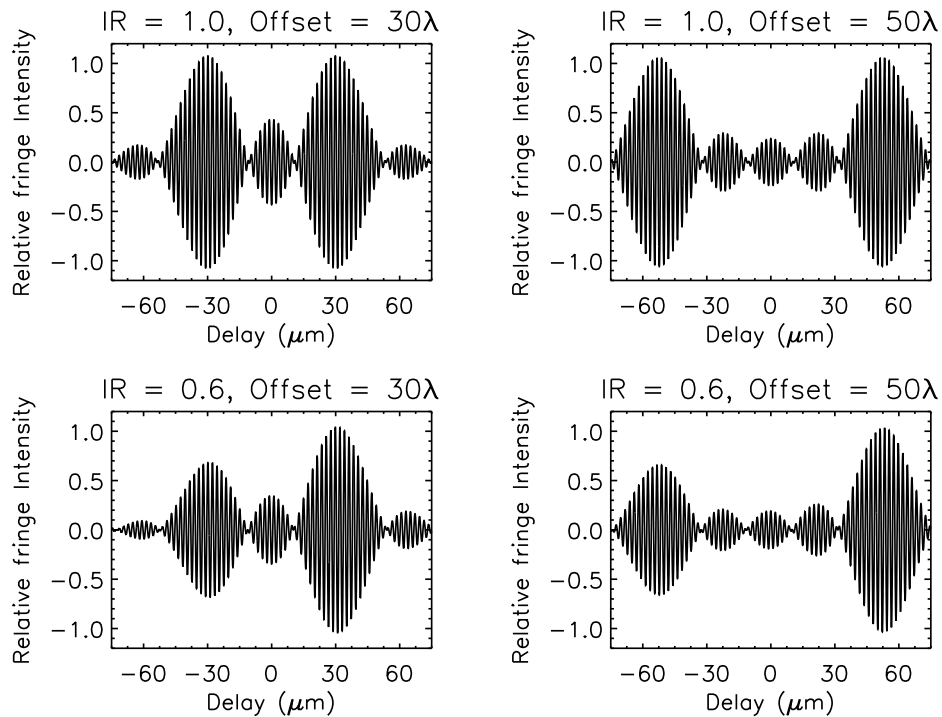 IR = 1.0, Offset = 30λ
Relative fringe Intensity
1.0
0.5
0.0
−0.5
−1.0
−60 −30 0 30 60
Delay (μm)
IR = 1.0, Offset = 50λ
Relative fringe Intensity
1.0
0.5
0.0
−0.5
−1.0
−60 −30 0 30 60
Delay (μm)
IR = 0.6, Offset = 30λ
Relative fringe Intensity
1.0
0.5
0.0
−0.5
−1.0
−60 −30 0 30 60
Delay (μm)
IR = 0.6, Offset = 50λ
Relative fringe Intensity
1.0
0.5
0.0
−0.5
−1.0
−60 −30 0 30 60
Delay (μm)